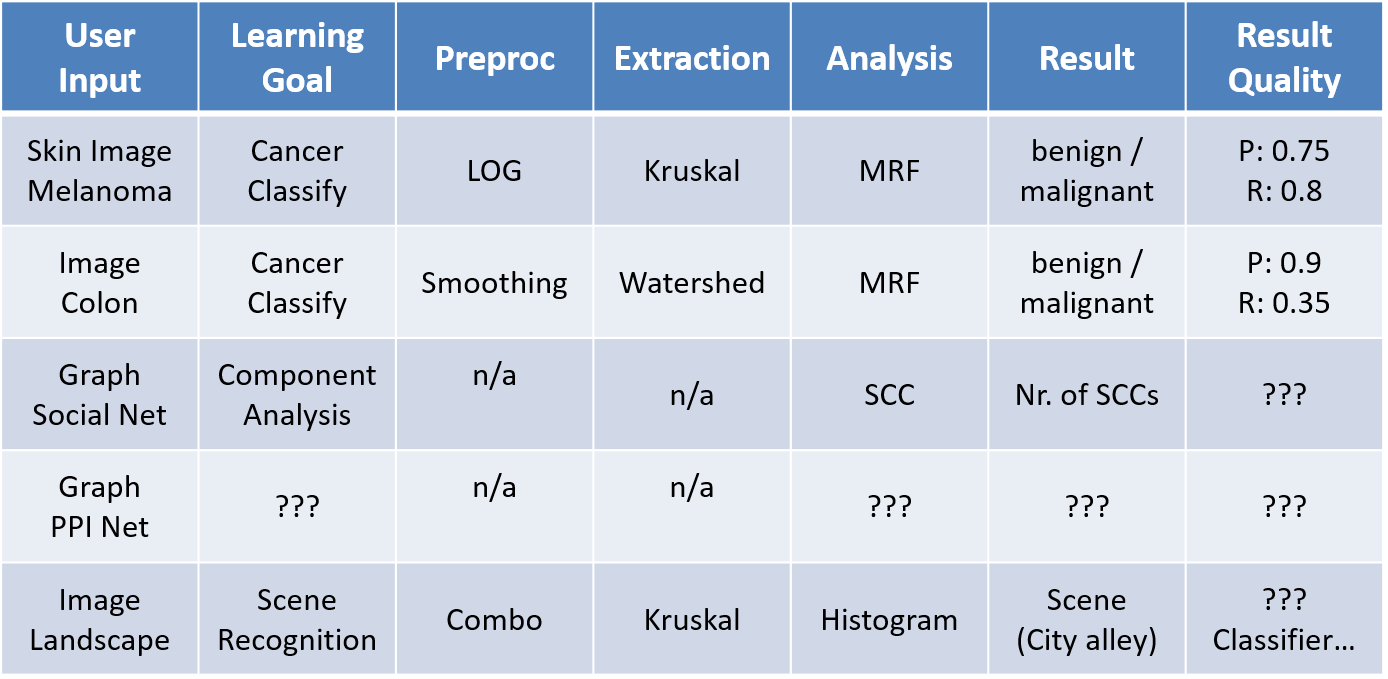 User
Input
Learning
Goal
Preproc
Extraction
Analysis
Result
Result
Quality
Skin Image
Melanoma
Cancer
Classify
LOG
Kruskal
MRF
benign /
malignant
P: 0.75
R: 0.8
Image
Colon
Cancer
Classify
Smoothing
Watershed
MRF
benign /
malignant
P: 0.9
R: 0.35
Graph
Social Net
Component
Analysis
n/a
n/a
SCC
Nr. of SCCs
???
Graph
PPI Net
???
n/a
n/a
???
???
???
Image
Landscape
Scene
Recognition
Combo
Kruskal
Histogram
Scene
(City alley)
???
Classifier…